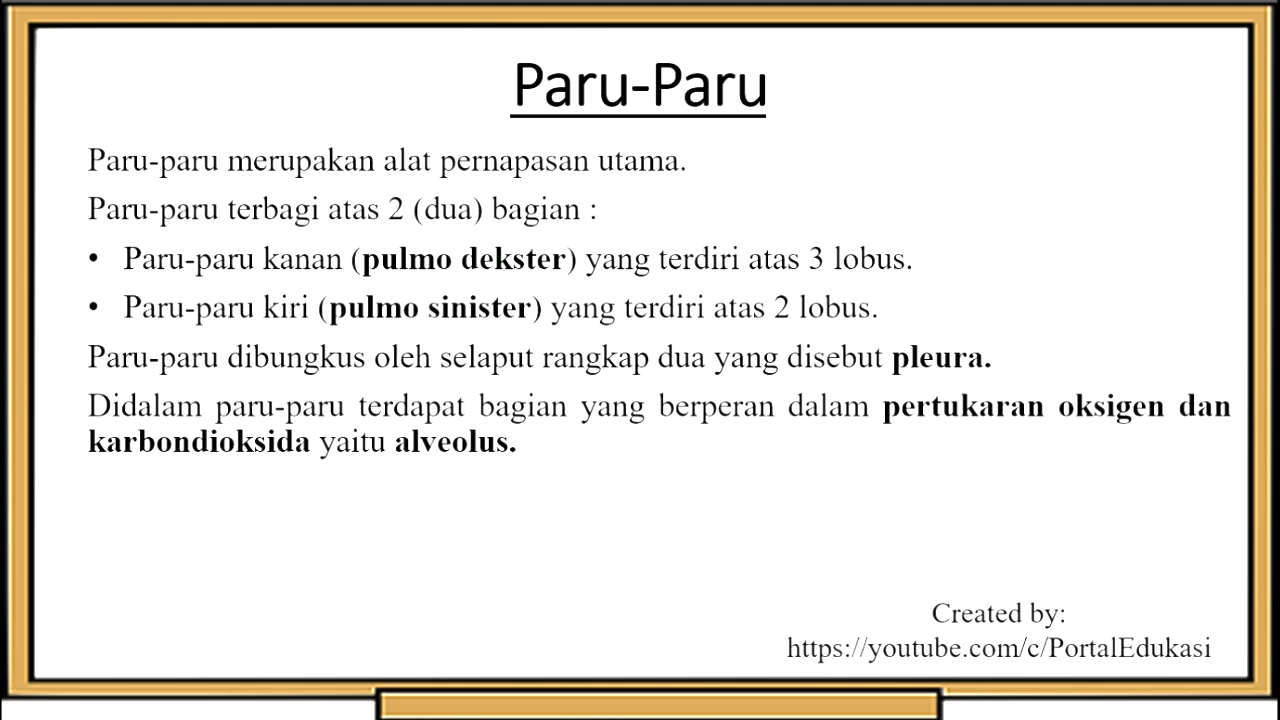 Paru-Paru
Paru-paru merupakan alat pernapasan utama.
Paru-paru terbagi atas 2 (dua) bagian :
• Paru-paru kanan (pulmo dekster) yang terdiri atas 3 lobus.
• Paru-paru kiri (pulmo sinister) yang terdiri atas 2 lobus.
Paru-paru dibungkus oleh selaput rangkap dua yang disebut pleura.
Didalam paru-paru terdapat bagian yang berperan dalam pertukaran oksigen dan
karbondioksida yaitu alveolus.
Created by:
https://youtube.com/c/PortalEdukasi